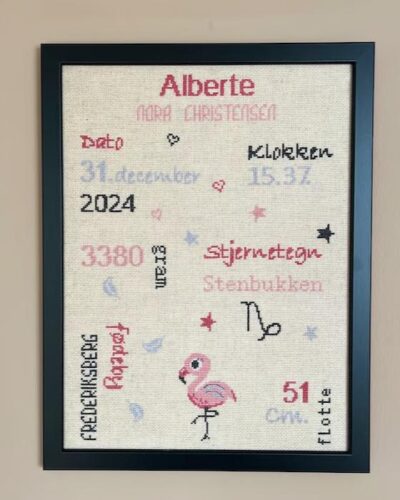 Alberte
NORA CHRISTENSEN
Dato
31.december
2024
Klokken
15.37.
3380
gram
Stjernetegn
Stenbukken
FREDERIKSBERG
fødeby
51
cm.
flotte